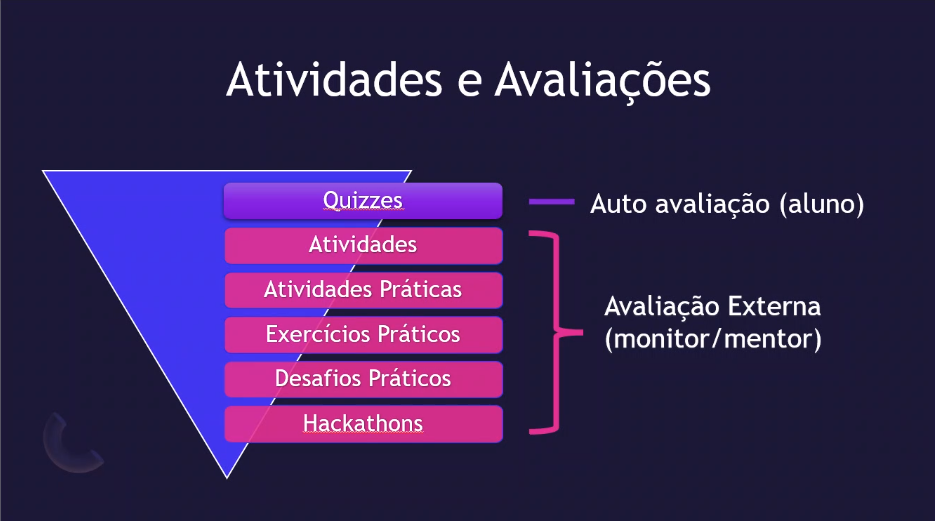 Atividades e Avaliações
Quizzes
Auto avaliação (aluno)
Atividades
Atividades Práticas
Exercícios Práticos
Desafios Práticos
Hackathons
Avaliação Externa
(monitor/mentor)